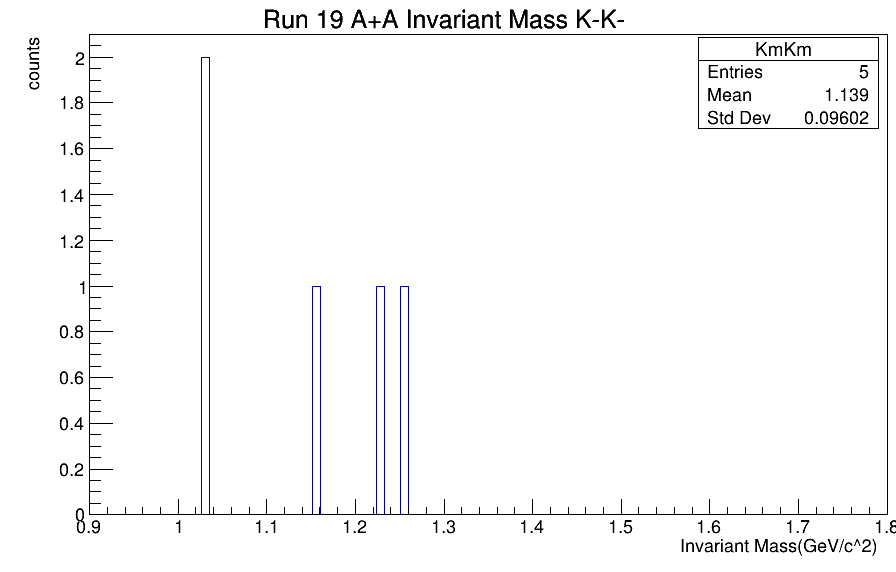 Run 19 A+A Invariant Mass K-K-
counts
KmKm
Entries 5
Mean 1.139
Std Dev 0.09602
2
1.8
1.6
1.4
1.2
1
0.8
0.6
0.4
0.2
0
0.9 1 1.1 1.2 1.3 1.4 1.5 1.6 1.7 1.8
Invariant Mass(GeV/c^2)